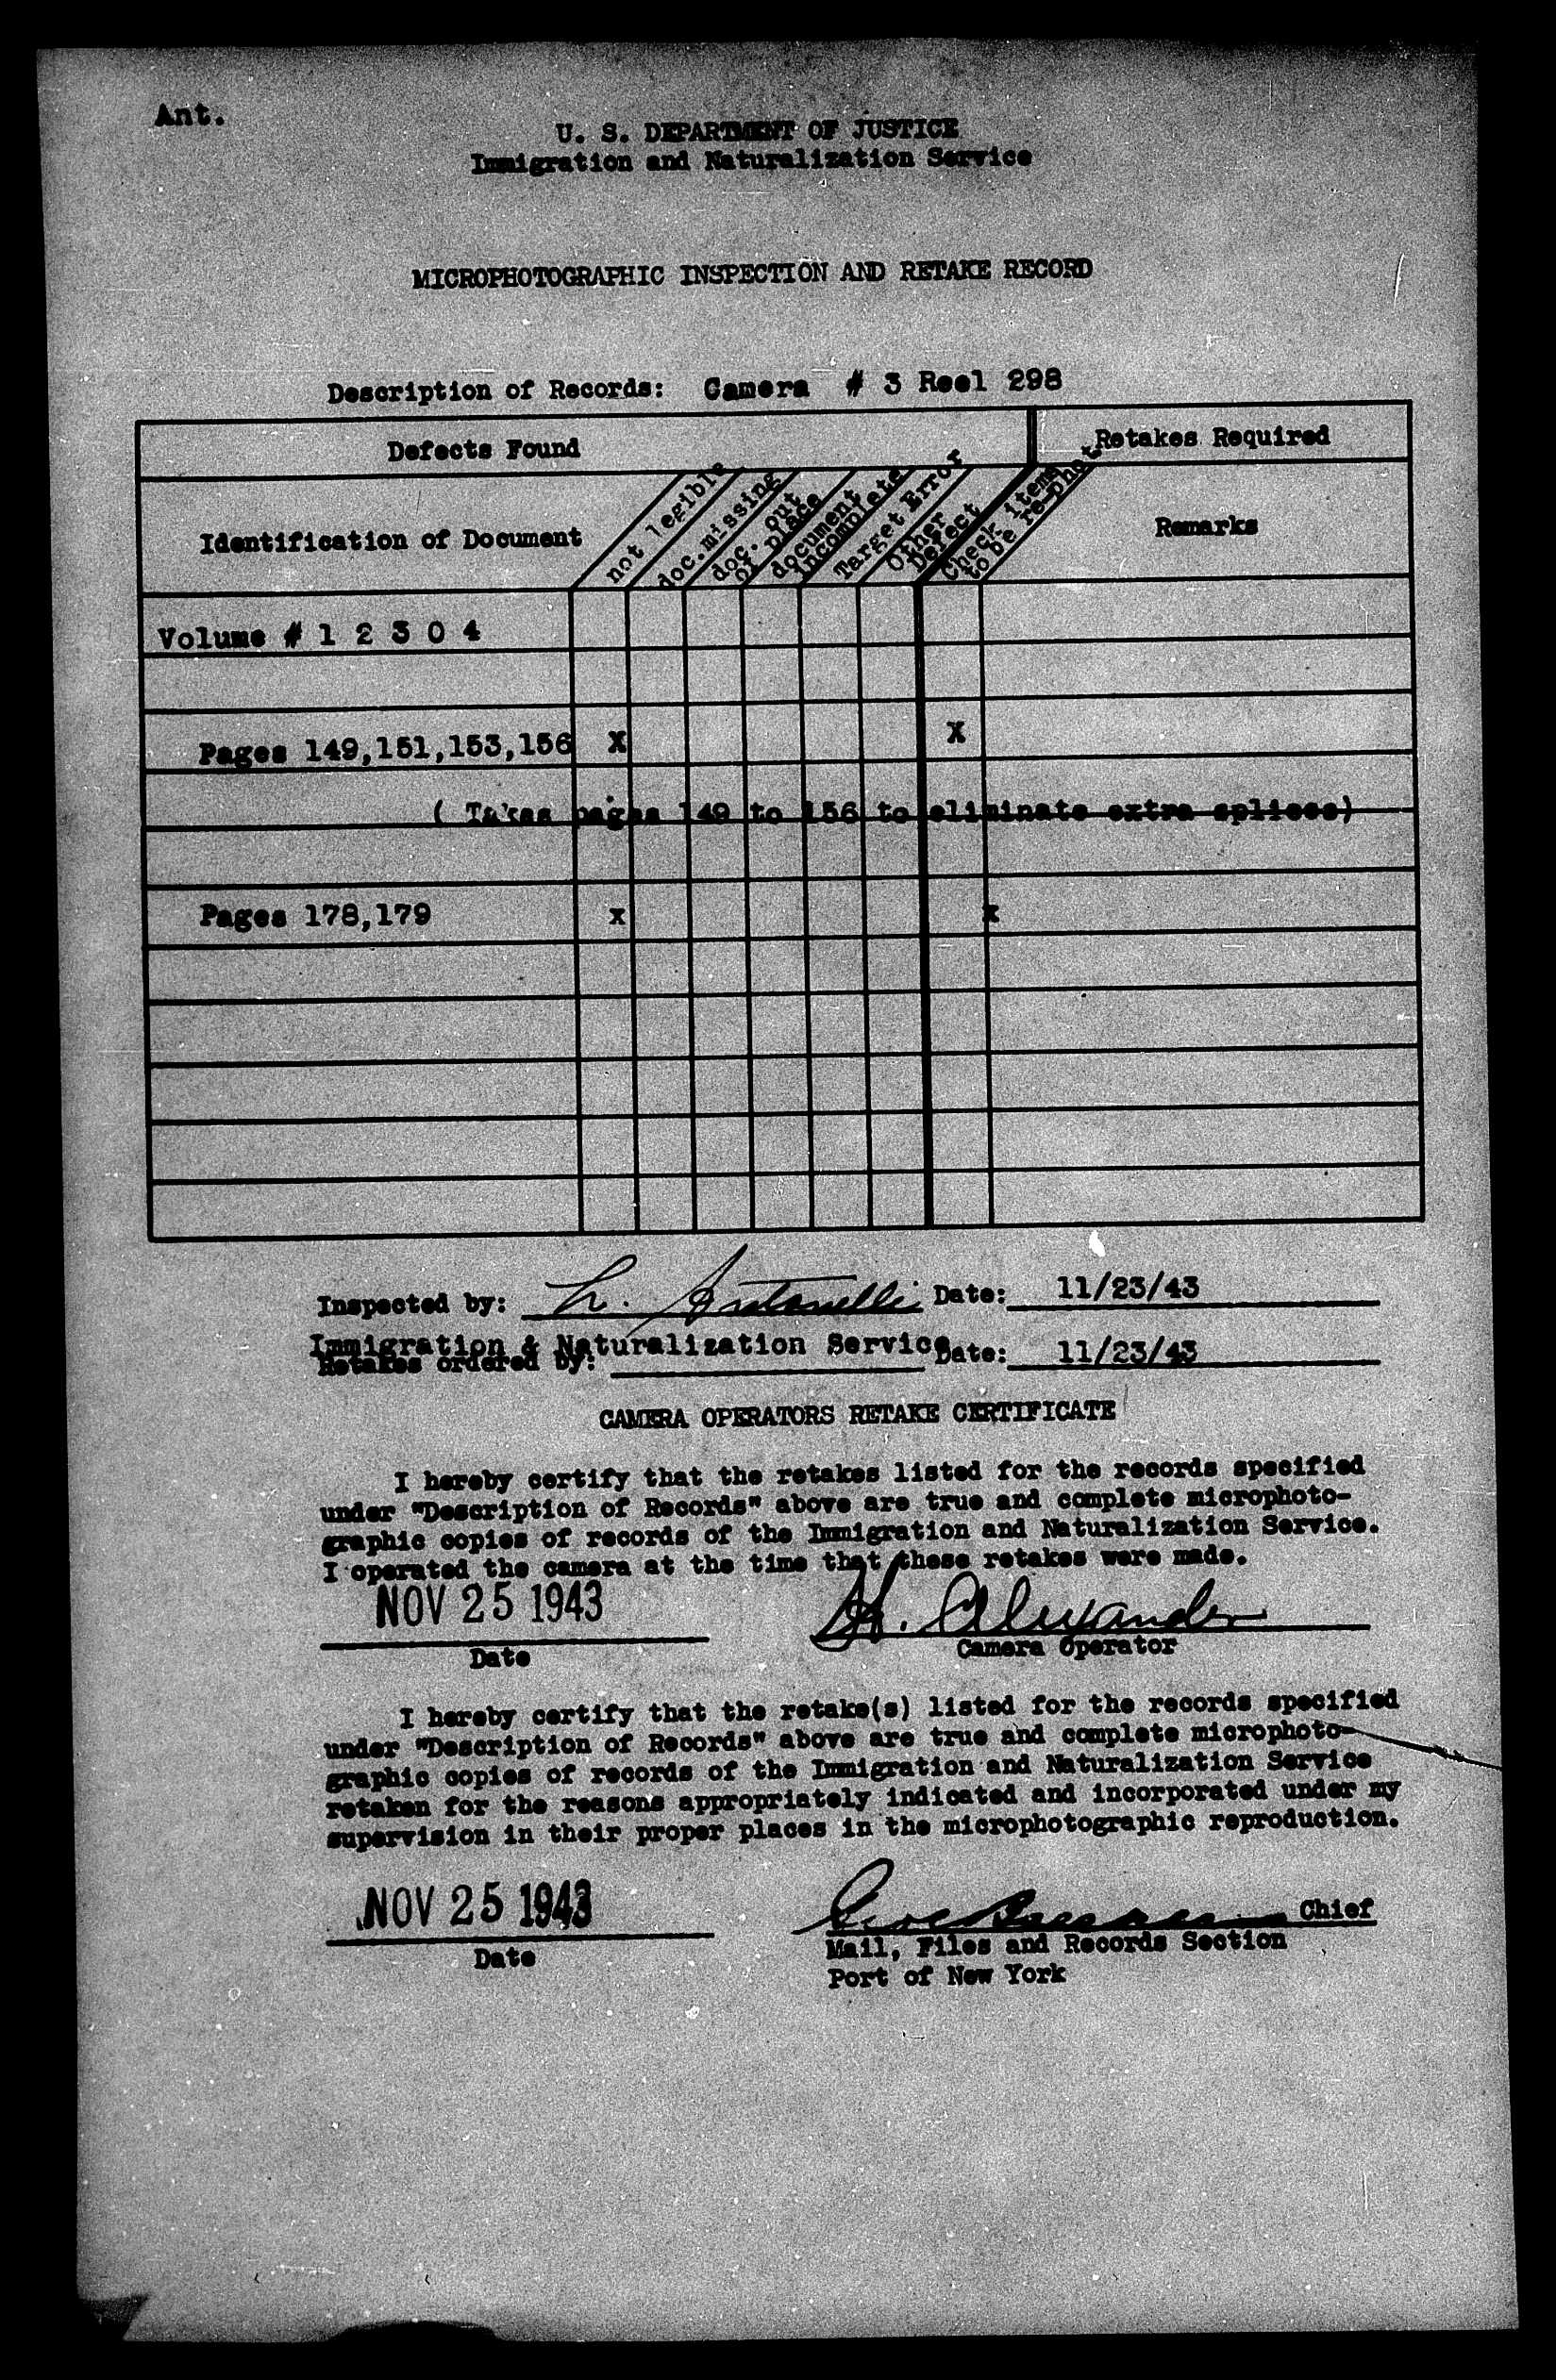 Ant.
U. S. DEPARTMENT OF JUSTICE
Immigration and Naturalization Service
MICROPHOTOGRAPHIC INSPECTION AND RETAKE RECORD
Description of Records: Camera # 3 Reel 298
Defects Found
Retakes Required
Identification of Document
not legible
doc.missing
doc. out
of place
document
incomplete
Target Error
Other
Defect
Check items
to be re-phot.
Remarks
Volume # 1 2 3 0 4
Pages 149,151,153,156 X X
( Takes pages 149 to 156 to eliminate extra splices)
Pages 178,179 x x
Inspected by: L. Antonelli Date: 11/23/43
Immigration & Naturalization Service
Retakes ordered by: Date: 11/23/43
CAMERA OPERATORS RETAKE CERTIFICATE
I hereby certify that the retakes listed for the records specified
under "Description of Records" above are true and complete microphoto-
graphic copies of records of the Immigration and Naturalization Service.
I operated the camera at the time that these retakes were made.
NOV 25 1943 H. Alexander
Date Camera Operator
I hereby certify that the retake(s) listed for the records specified
under "Description of Records" above are true and complete microphoto-
graphic copies of records of the Immigration and Naturalization Service
retaken for the reasons appropriately indicated and incorporated under my
supervision in their proper places in the microphotographic reproduction.
NOV 25 1943 Chief
Date Mail, Files and Records Section
Port of New York